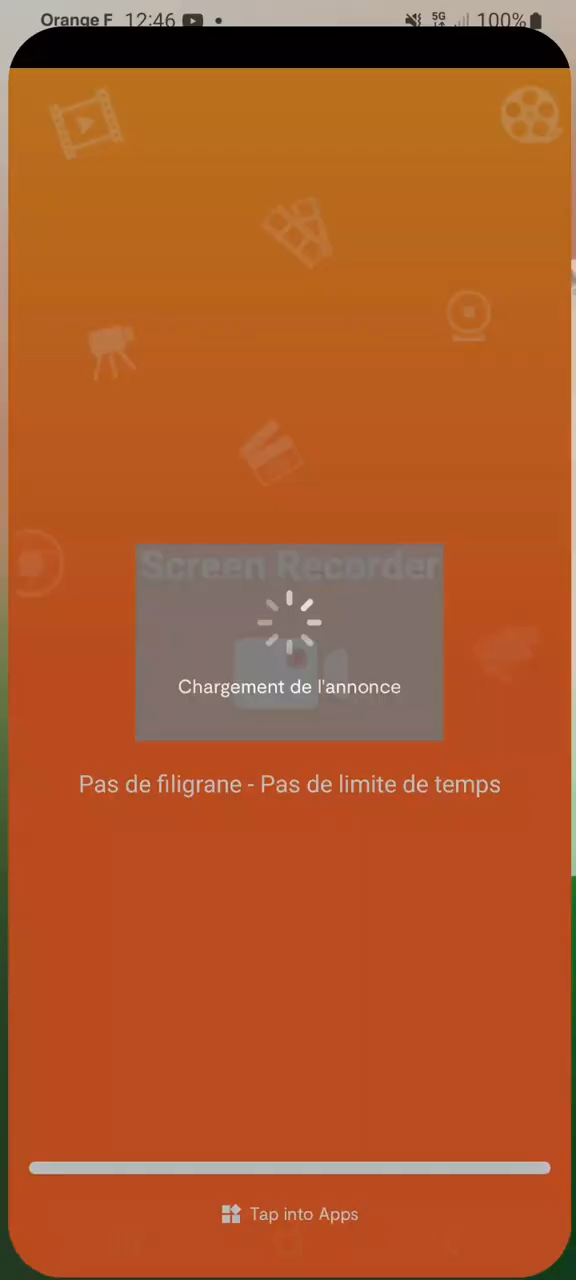 Orange F 12:46 5G 100%
Screen Recorder
Chargement de l'annonce
Pas de filigrane - Pas de limite de temps
Tap into Apps